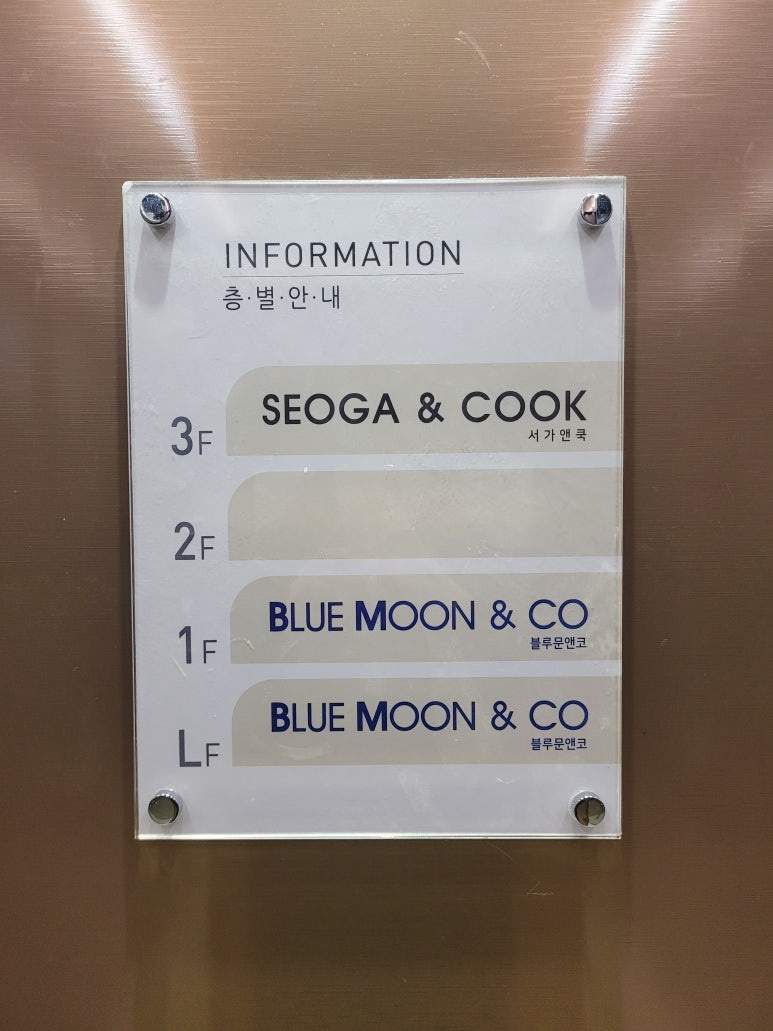 INFORMATION
층·별·안·내
3F
SEOGA & COOK
서가앤쿡
2F
1F
BLUE MOON & CO
블루문앤코
LF
BLUE MOON & CO
블루문앤코